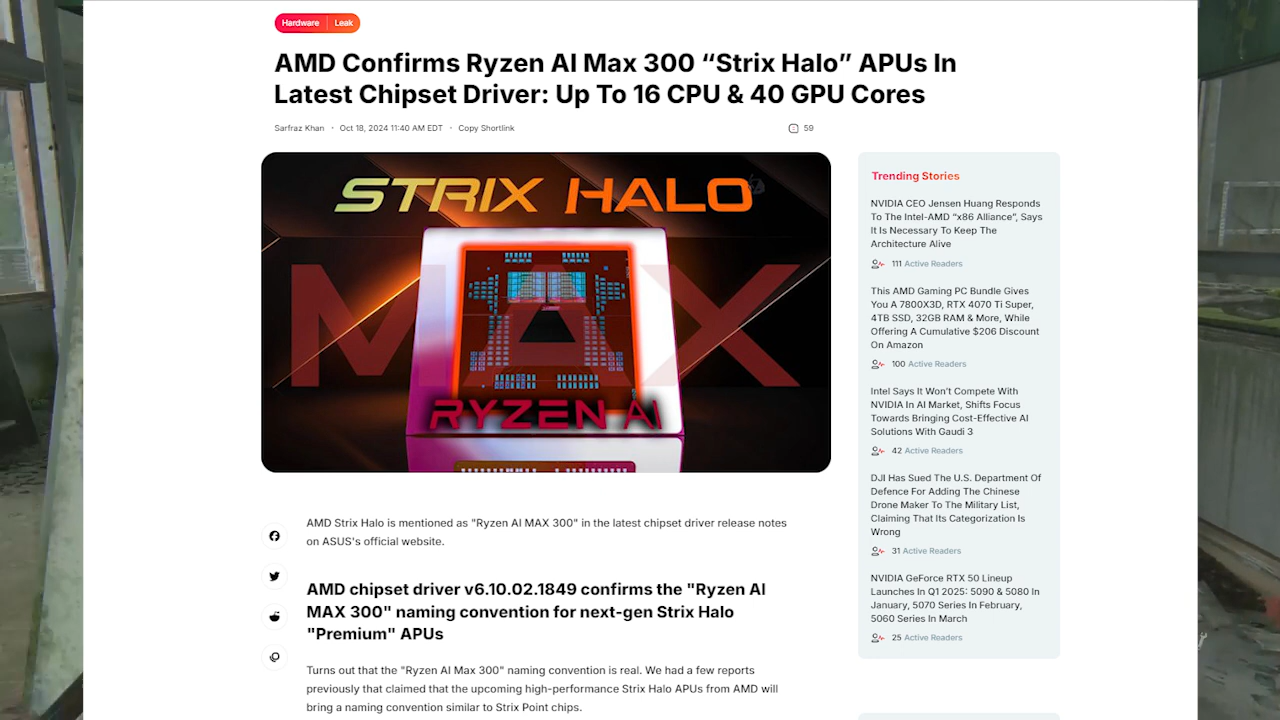 Hardware Leak
AMD Confirms Ryzen AI Max 300 “Strix Halo” APUs In
Latest Chipset Driver: Up To 16 CPU & 40 GPU Cores
Sarfraz Khan • Oct 18, 2024 11:40 AM EDT • Copy Shortlink
59
STRIX HALO
MAX
RYZEN AI
AMD Strix Halo is mentioned as "Ryzen AI MAX 300" in the latest chipset driver release notes
on ASUS's official website.
AMD chipset driver v6.10.02.1849 confirms the "Ryzen AI
MAX 300" naming convention for next-gen Strix Halo
"Premium" APUs
Turns out that the "Ryzen AI Max 300" naming convention is real. We had a few reports
previously that claimed that the upcoming high-performance Strix Halo APUs from AMD will
bring a naming convention similar to Strix Point chips.
Trending Stories
NVIDIA CEO Jensen Huang Responds
To The Intel-AMD “x86 Alliance”, Says
It Is Necessary To Keep The
Architecture Alive
111 Active Readers
This AMD Gaming PC Bundle Gives
You A 7800X3D, RTX 4070 Ti Super,
4TB SSD, 32GB RAM & More, While
Offering A Cumulative $206 Discount
On Amazon
100 Active Readers
Intel Says It Won’t Compete With
NVIDIA In AI Market, Shifts Focus
Towards Bringing Cost-Effective AI
Solutions With Gaudi 3
42 Active Readers
DJI Has Sued The U.S. Department Of
Defence For Adding The Chinese
Drone Maker To The Military List,
Claiming That Its Categorization Is
Wrong
31 Active Readers
NVIDIA GeForce RTX 50 Lineup
Launches In Q1 2025: 5090 & 5080 In
January, 5070 Series In February,
5060 Series In March
25 Active Readers